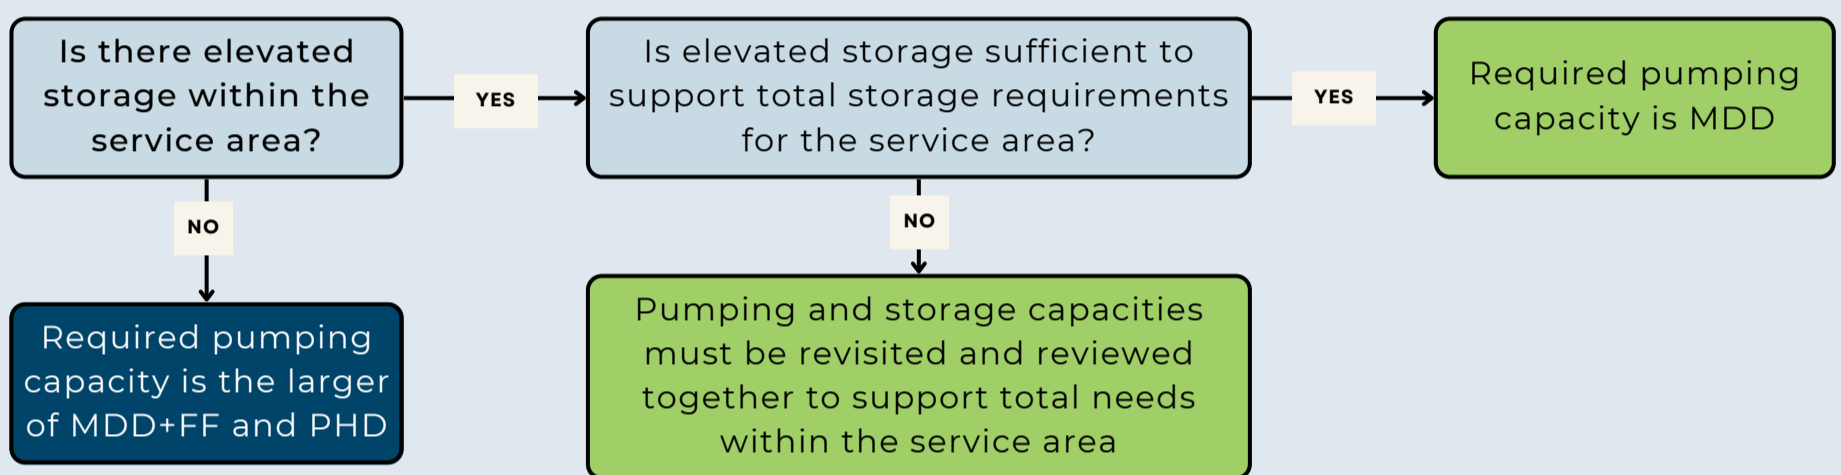 Is there elevated
storage within the
service area?
YES
Is elevated storage sufficient to
support total storage requirements
for the service area?
YES
Required pumping
capacity is MDD
NO
NO
Required pumping
capacity is the larger
of MDD+FF and PHD
Pumping and storage capacities
must be revisited and reviewed
together to support total needs
within the service area